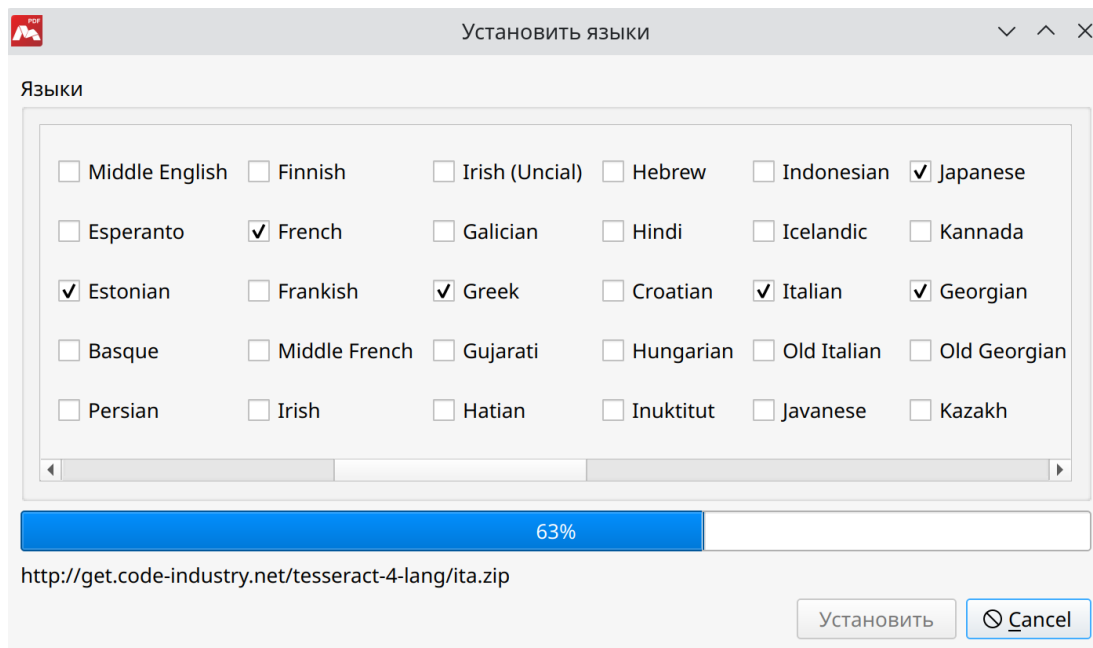 PDF
Установить языки
Языки
Middle English Finnish Irish (Uncial) Hebrew Indonesian Japanese
Esperanto French Galician Hindi Icelandic Kannada
Estonian Frankish Greek Croatian Italian Georgian
Basque Middle French Gujarati Hungarian Old Italian Old Georgian
Persian Irish Hatian Inuktitut Javanese Kazakh
63%
http://get.code-industry.net/tesseract-4-lang/ita.zip
Установить Cancel